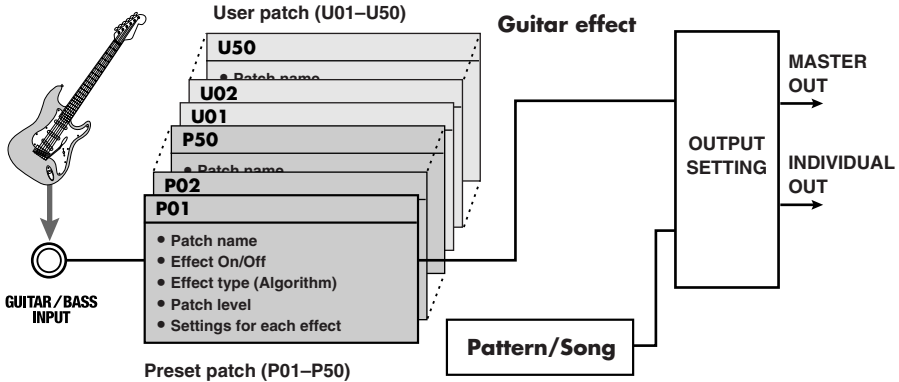 User patch (U01–U50)
Guitar effect
U50
• Patch name
U02
U01
P50
• Patch name
P02
P01
• Patch name
• Effect On/Off
• Effect type (Algorithm)
• Patch level
• Settings for each effect
Preset patch (P01–P50)
GUITAR/BASS
INPUT
Pattern/Song
OUTPUT
SETTING
MASTER
OUT
INDIVIDUAL
OUT